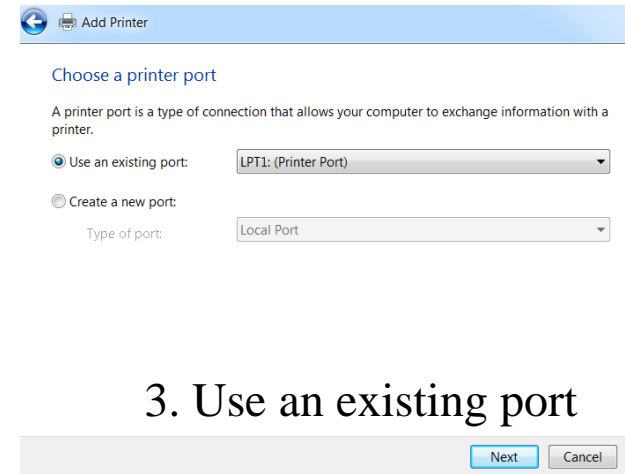 Add Printer
Choose a printer port
A printer port is a type of connection that allows your computer to exchange information with a
printer.
Use an existing port: LPT1: (Printer Port)
Create a new port:
Type of port: Local Port
3. Use an existing port
Next Cancel